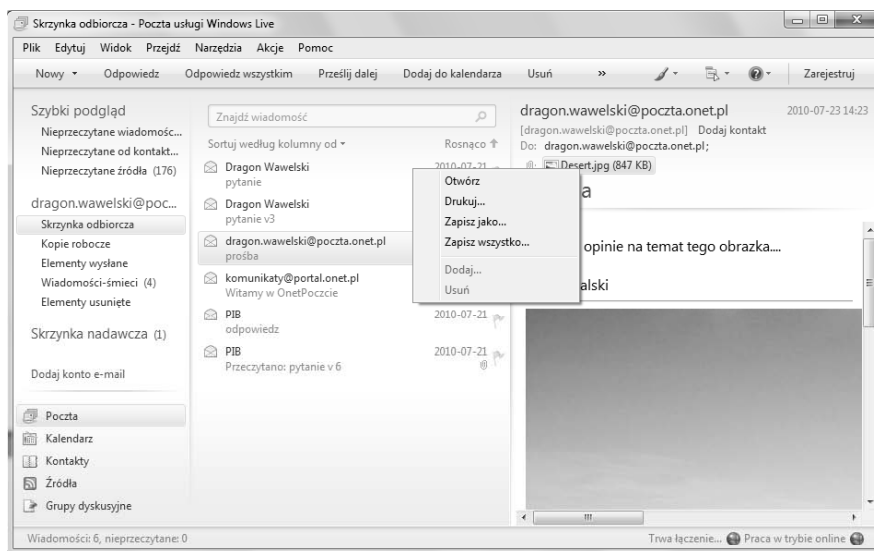 Skrzynka odbiorcza - Poczta usługi Windows Live
Plik Edytuj Widok Przejdź Narzędzia Akcje Pomoc
Nowy Odpowiedz Odpowiedz wszystkim Prześlij dalej Dodaj do kalendarza Usuń » Zarejestruj
Szybki podgląd
Nieprzeczytane wiadomośc...
Nieprzeczytane od kontakt...
Nieprzeczytane źródła (176)
dragon.wawelski@poc...
Skrzynka odbiorcza
Kopie robocze
Elementy wysłane
Wiadomości-śmieci (4)
Elementy usunięte
Skrzynka nadawcza (1)
Dodaj konto e-mail
Poczta
Kalendarz
Kontakty
Źródła
Grupy dyskusyjne
Znajdź wiadomość
Sortuj według kolumny od Rosnąco
Dragon Wawelski 2010-07-21
pytanie
Dragon Wawelski
pytanie v3
dragon.wawelski@poczta.onet.pl
prośba
komunikaty@portal.onet.pl
Witamy w OnetPoczcie
PIB 2010-07-21
odpowiedz
PIB 2010-07-21
Przeczytano: pytanie v 6
Otwórz
Drukuj...
Zapisz jako...
Zapisz wszystko...
Dodaj...
Usuń
dragon.wawelski@poczta.onet.pl 2010-07-23 14:23
[dragon.wawelski@poczta.onet.pl] Dodaj kontakt
Do: dragon.wawelski@poczta.onet.pl;
Desert.jpg (847 KB)
a
opinie na temat tego obrazka....
alski
Wiadomości: 6, nieprzeczytane: 0 Trwa łączenie... Praca w trybie online